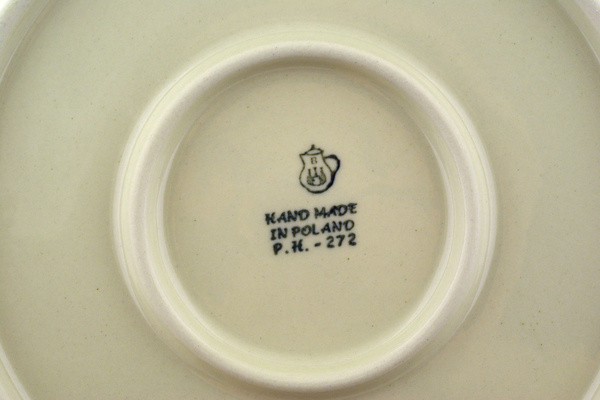 B
HAND MADE
IN POLAND
P.H.-272